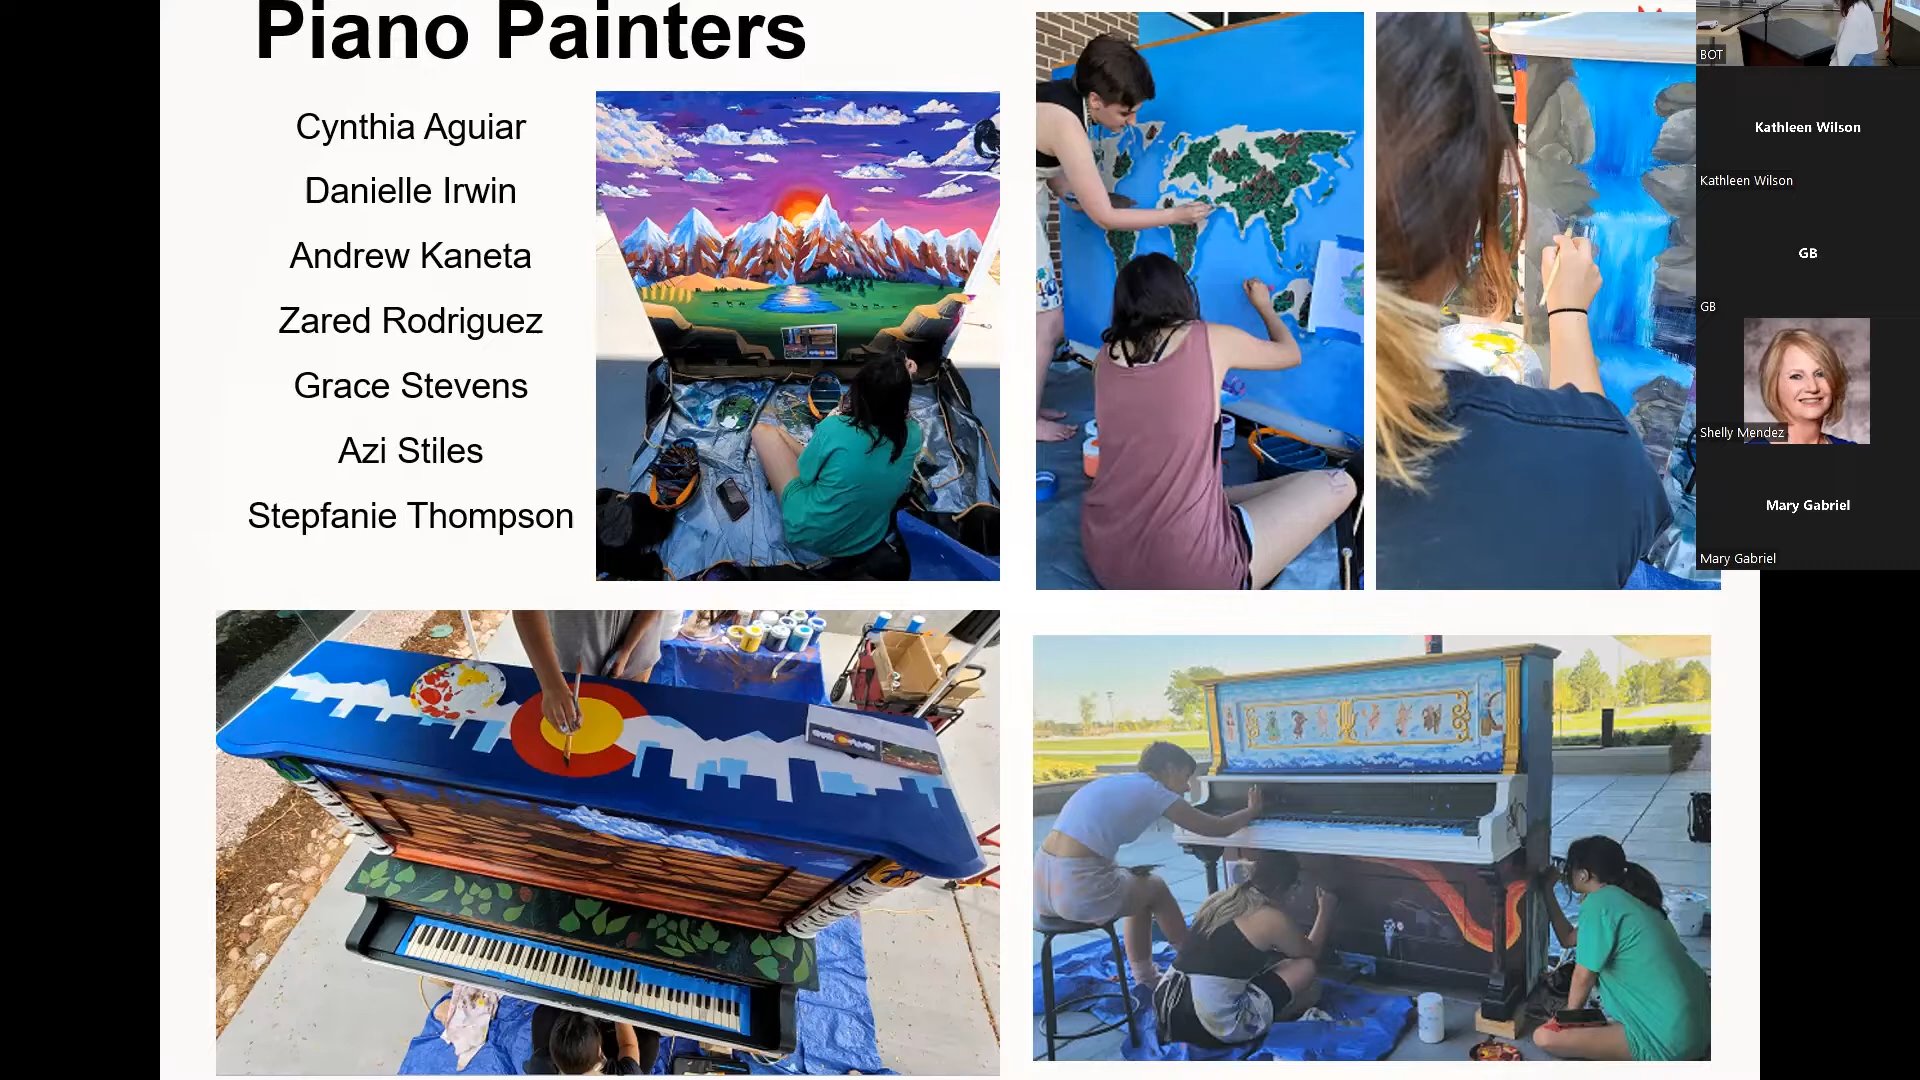 Piano Painters
Cynthia Aguiar
Danielle Irwin
Andrew Kaneta
Zared Rodriguez
Grace Stevens
Azi Stiles
Stepfanie Thompson
BOT
Kathleen Wilson
Kathleen Wilson
GB
GB
Shelly Mendez
Mary Gabriel
Mary Gabriel